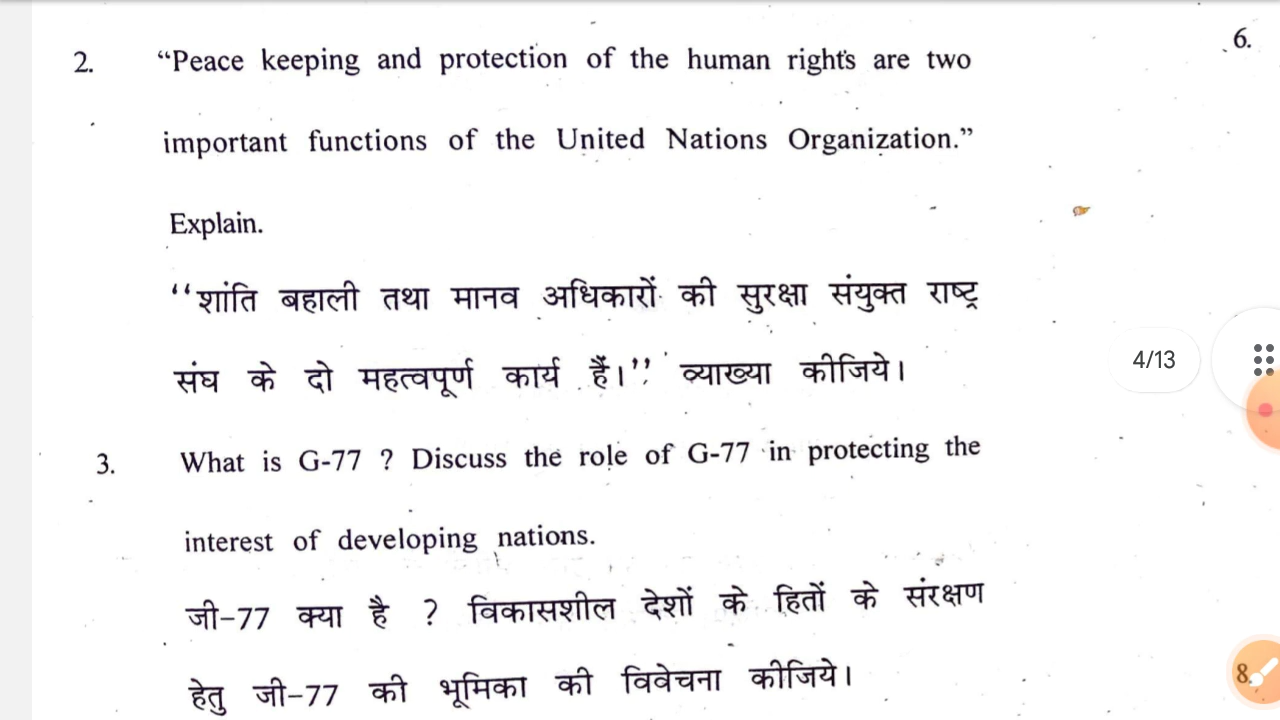 6.
2. “Peace keeping and protection of the human rights are two
important functions of the United Nations Organization.”
Explain.
‘‘शांति बहाली तथा मानव अधिकारों की सुरक्षा संयुक्त राष्ट्र
संघ के दो महत्वपूर्ण कार्य हैं।’’ व्याख्या कीजिये।
4/13
3. What is G-77 ? Discuss the role of G-77 in protecting the
interest of developing nations.
जी-77 क्या है ? विकासशील देशों के हितों के संरक्षण
हेतु जी-77 की भूमिका की विवेचना कीजिये।
8.